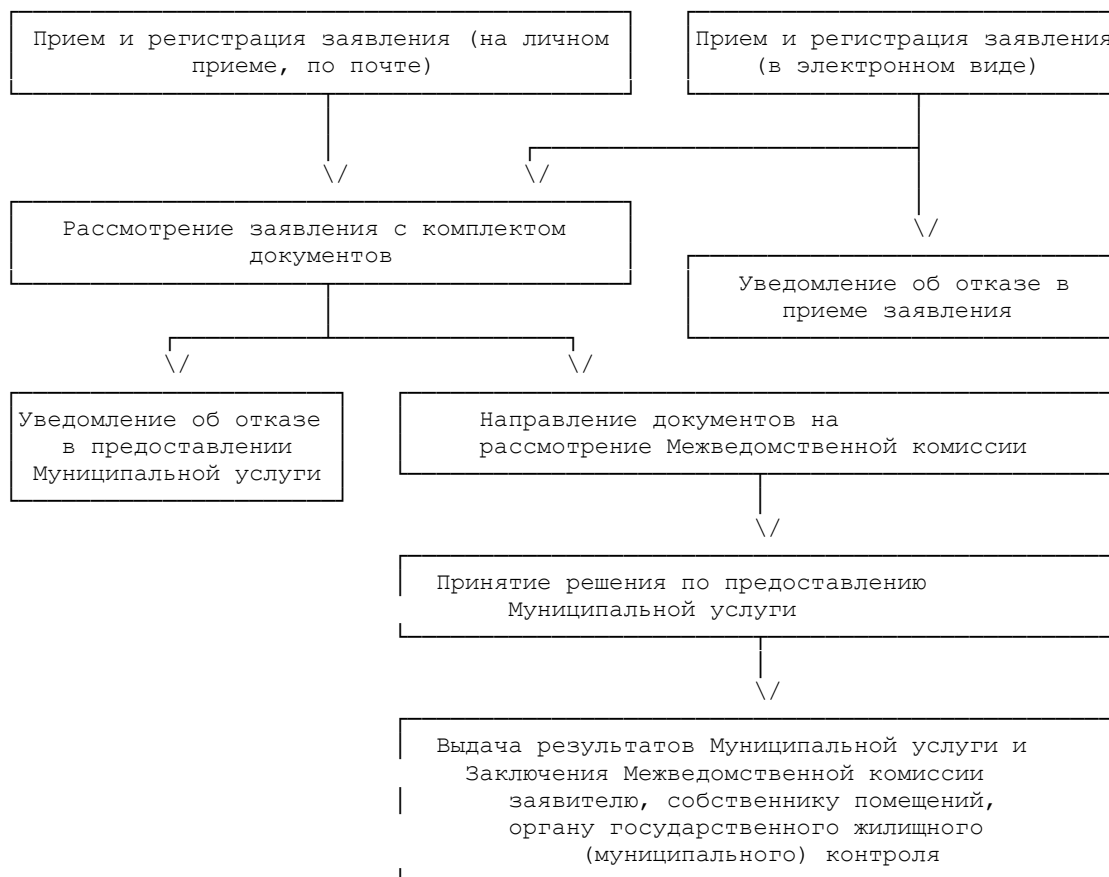 Прием и регистрация заявления (на личном
приеме, по почте)
Прием и регистрация заявления
(в электронном виде)
Рассмотрение заявления с комплектом
документов
Уведомление об отказе в
приеме заявления
Уведомление об отказе
в предоставлении
Муниципальной услуги
Направление документов на
рассмотрение Межведомственной комиссии
Принятие решения по предоставлению
Муниципальной услуги
Выдача результатов Муниципальной услуги и
Заключения Межведомственной комиссии
заявителю, собственнику помещений,
органу государственного жилищного
(муниципального) контроля